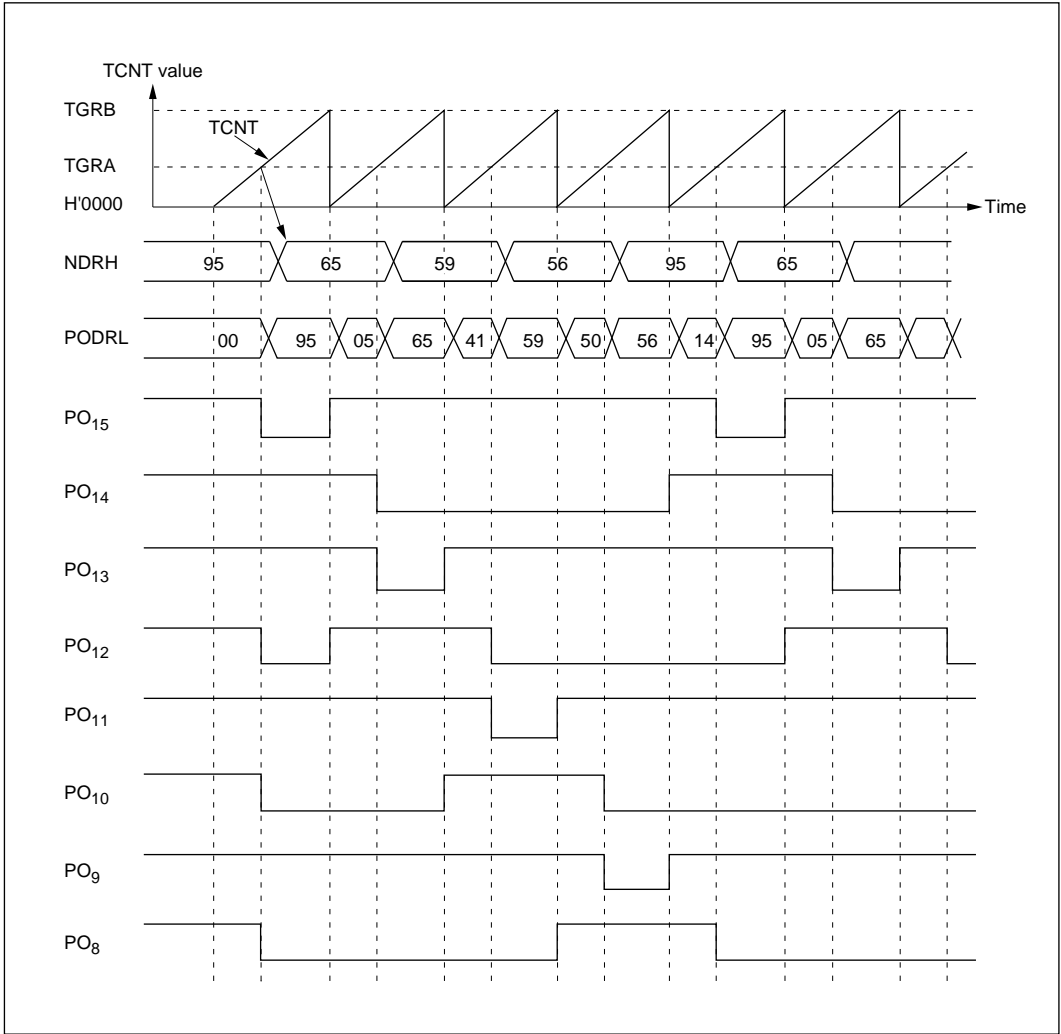 TCNT value
TGRB
TCNT
TGRA
H'0000
Time
NDRH 95 65 59 56 95 65
PODRL 00 95 05 65 41 59 50 56 14 95 05 65
PO15
PO14
PO13
PO12
PO11
PO10
PO9
PO8